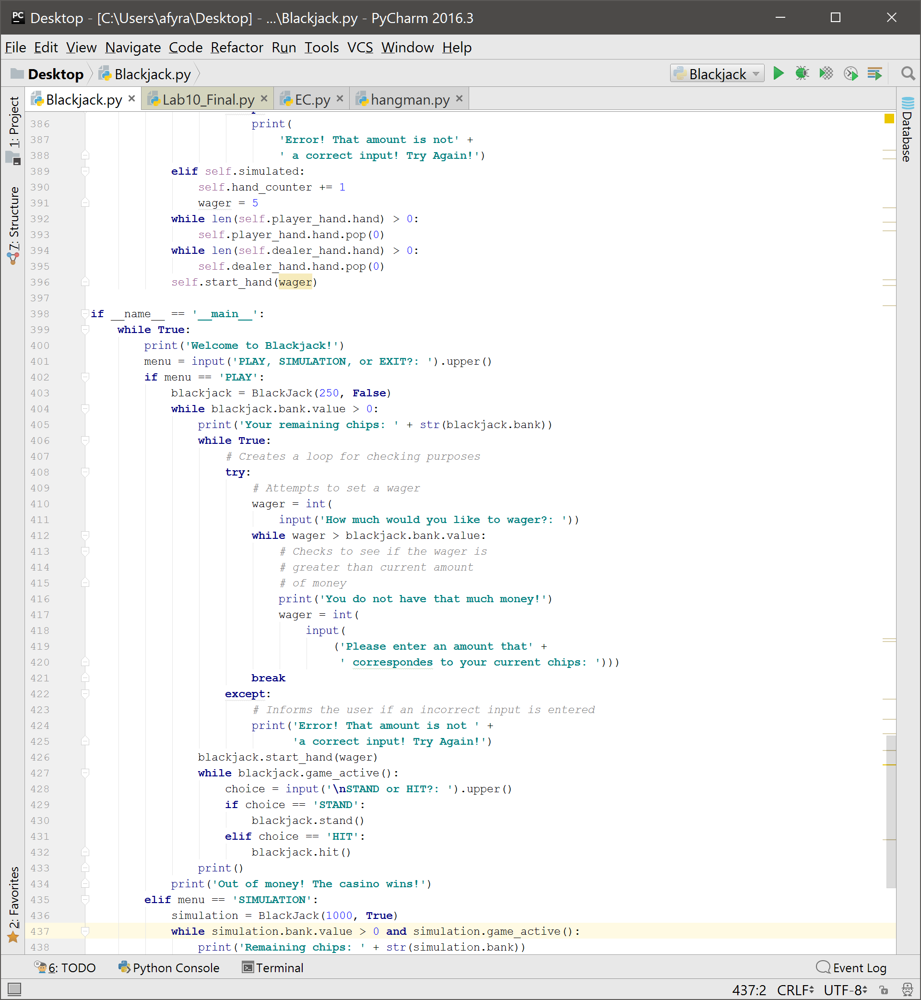 PC Desktop - [C:\Users\afyra\Desktop] - ...\Blackjack.py - PyCharm 2016.3
File Edit View Navigate Code Refactor Run Tools VCS Window Help
Desktop Blackjack.py Blackjack
Blackjack.py Lab10_Final.py EC.py hangman.py
1: Project
7: Structure
2: Favorites
Database
386 print(
387 'Error! That amount is not' +
388 ' a correct input! Try Again!')
389 elif self.simulated:
390 self.hand_counter += 1
391 wager = 5
392 while len(self.player_hand.hand) > 0:
393 self.player_hand.hand.pop(0)
394 while len(self.dealer_hand.hand) > 0:
395 self.dealer_hand.hand.pop(0)
396 self.start_hand(wager)
397
398 if __name__ == '__main__':
399 while True:
400 print('Welcome to Blackjack!')
401 menu = input('PLAY, SIMULATION, or EXIT?: ').upper()
402 if menu == 'PLAY':
403 blackjack = BlackJack(250, False)
404 while blackjack.bank.value > 0:
405 print('Your remaining chips: ' + str(blackjack.bank))
406 while True:
407 # Creates a loop for checking purposes
408 try:
409 # Attempts to set a wager
410 wager = int(
411 input('How much would you like to wager?: '))
412 while wager > blackjack.bank.value:
413 # Checks to see if the wager is
414 # greater than current amount
415 # of money
416 print('You do not have that much money!')
417 wager = int(
418 input(
419 ('Please enter an amount that' +
420 ' correspondes to your current chips: ')))
421 break
422 except:
423 # Informs the user if an incorrect input is entered
424 print('Error! That amount is not ' +
425 'a correct input! Try Again!')
426 blackjack.start_hand(wager)
427 while blackjack.game_active():
428 choice = input('\nSTAND or HIT?: ').upper()
429 if choice == 'STAND':
430 blackjack.stand()
431 elif choice == 'HIT':
432 blackjack.hit()
433 print()
434 print('Out of money! The casino wins!')
435 elif menu == 'SIMULATION':
436 simulation = BlackJack(1000, True)
437 while simulation.bank.value > 0 and simulation.game_active():
438 print('Remaining chips: ' + str(simulation.bank))
6: TODO Python Console Terminal Event Log
437:2 CRLF UTF-8